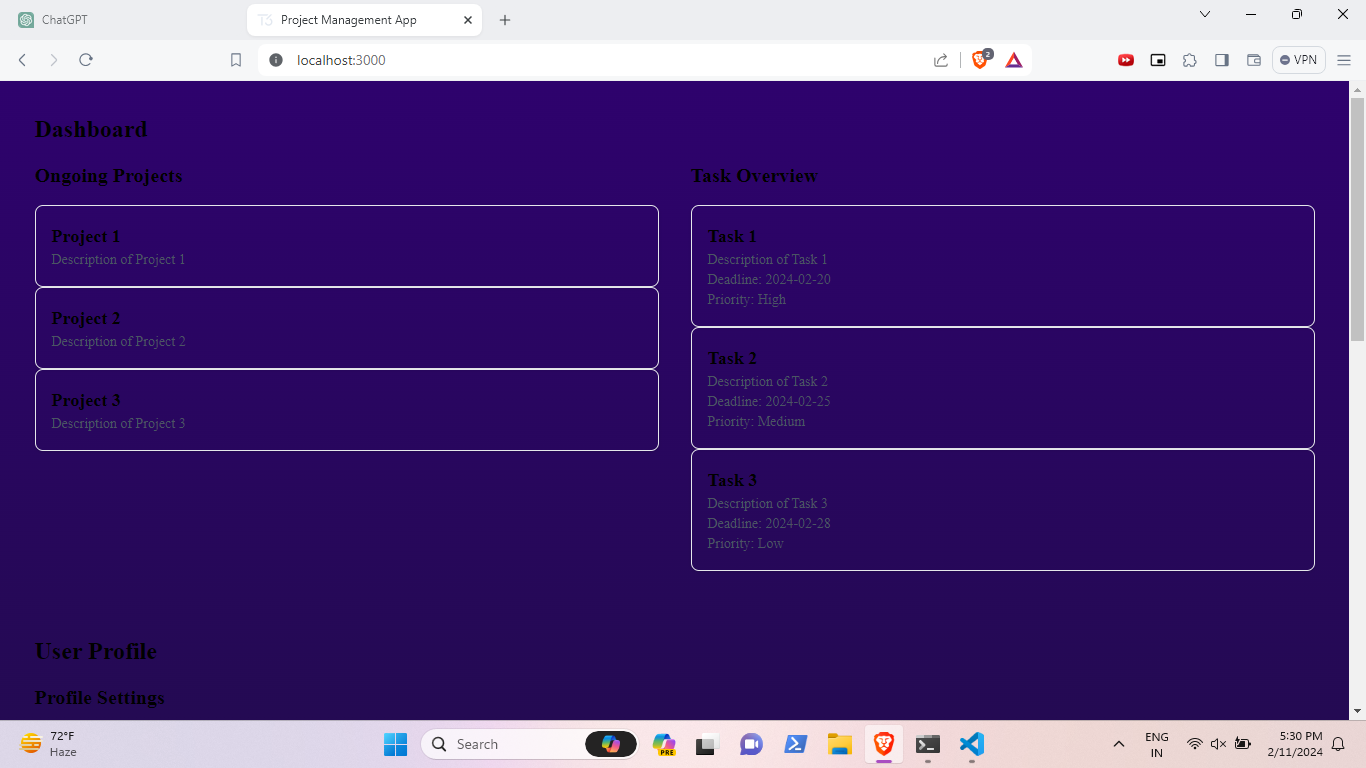 ChatGPT
T3 Project Management App
localhost:3000
2
VPN
Dashboard
Ongoing Projects
Project 1
Description of Project 1
Project 2
Description of Project 2
Project 3
Description of Project 3
Task Overview
Task 1
Description of Task 1
Deadline: 2024-02-20
Priority: High
Task 2
Description of Task 2
Deadline: 2024-02-25
Priority: Medium
Task 3
Description of Task 3
Deadline: 2024-02-28
Priority: Low
User Profile
Profile Settings
72°F
Haze
Search
PRE
ENG
IN
5:30 PM
2/11/2024